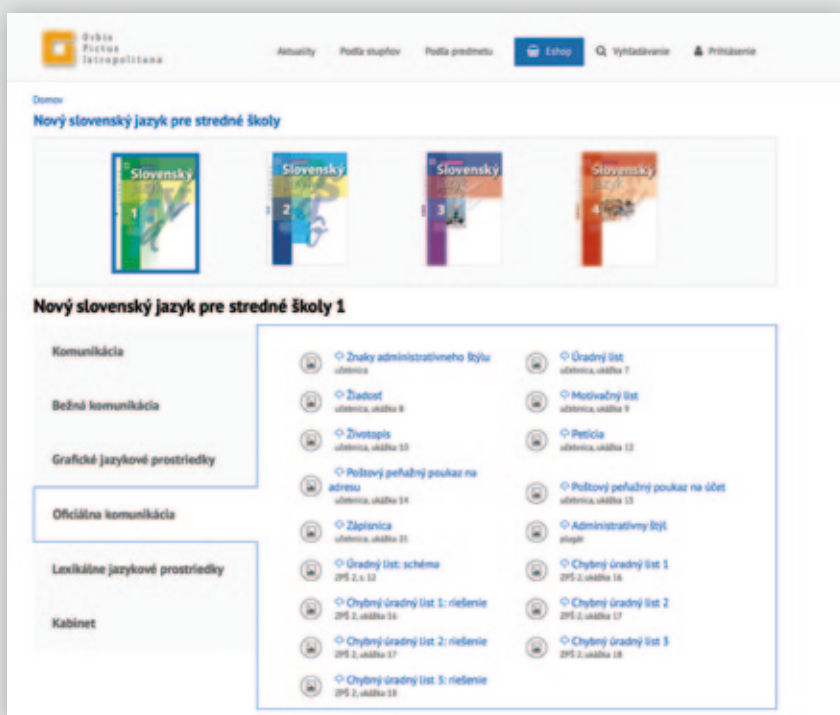 Orbis
Pictus
Istropolitana
Aktuality Podľa stupňov Podľa predmetu Eshop Vyhľadávanie Prihlásenie
Domov
Nový slovenský jazyk pre stredné školy
Slovenský
jazyk
1
Slovenský
jazyk
2
Slovenský
jazyk
3
Slovenský
jazyk
4
Nový slovenský jazyk pre stredné školy 1
Komunikácia
Bežná komunikácia
Grafické jazykové prostriedky
Oficiálna komunikácia
Lexikálne jazykové prostriedky
Kabinet
Znaky administratívneho štýlu
učebnica
Úradný list
učebnica, ukážka 7
Žiadosť
učebnica, ukážka 8
Motivačný list
učebnica, ukážka 9
Životopis
učebnica, ukážka 10
Petícia
učebnica, ukážka 12
Poštový peňažný poukaz na
adresu
učebnica, ukážka 14
Poštový peňažný poukaz na účet
učebnica, ukážka 15
Zápisnica
učebnica, ukážka 21
Administratívny štýl
plagát
Úradný list: schéma
ZPŠ 2, s. 12
Chybný úradný list 1
ZPŠ 2, ukážka 16
Chybný úradný list 1: riešenie
ZPŠ 2, ukážka 16
Chybný úradný list 2
ZPŠ 2, ukážka 17
Chybný úradný list 2: riešenie
ZPŠ 2, ukážka 17
Chybný úradný list 3
ZPŠ 2, ukážka 18
Chybný úradný list 3: riešenie
ZPŠ 2, ukážka 18